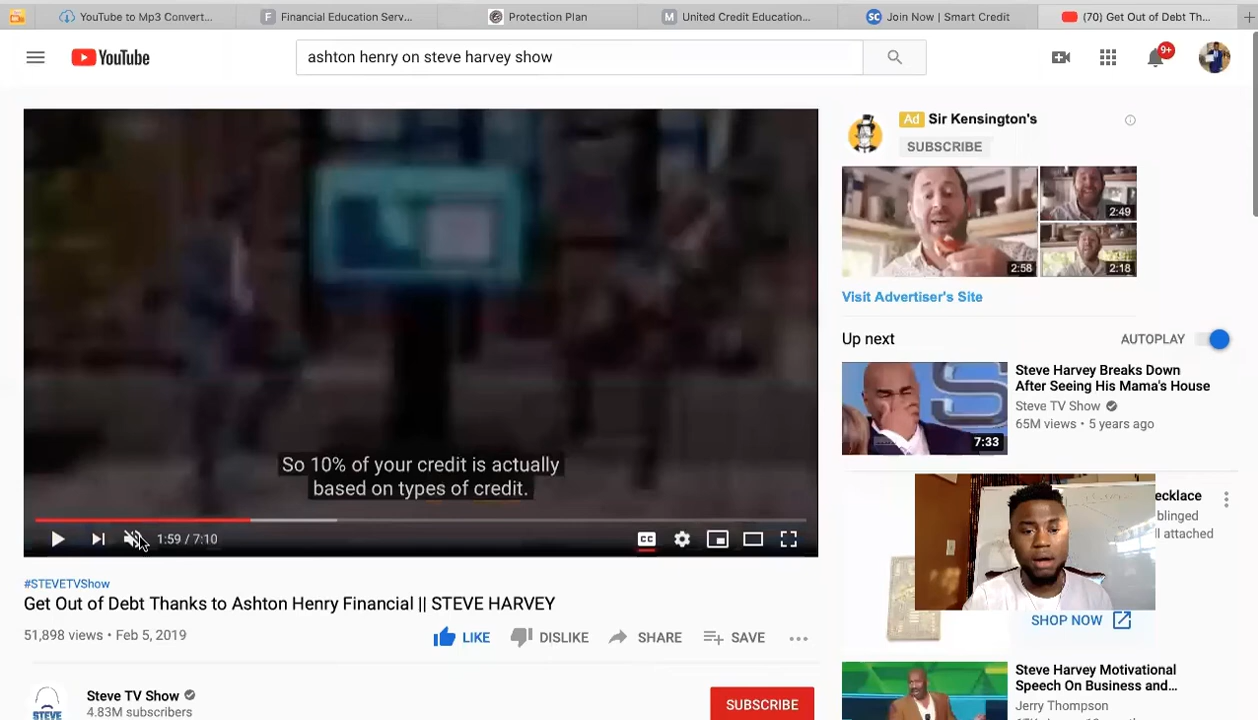 YouTube to Mp3 Convert...
Financial Education Serv...
Protection Plan
United Credit Education...
Join Now | Smart Credit
(70) Get Out of Debt Th...
YouTube
ashton henry on steve harvey show
9+
Ad Sir Kensington's
SUBSCRIBE
2:58
2:49
2:18
Visit Advertiser's Site
Up next
AUTOPLAY
Steve Harvey Breaks Down
After Seeing His Mama's House
Steve TV Show
65M views • 5 years ago
7:33
So 10% of your credit is actually
based on types of credit.
1:59 / 7:10
CC
ecklace
blinged
ll attached
SHOP NOW
#STEVETVShow
Get Out of Debt Thanks to Ashton Henry Financial || STEVE HARVEY
51,898 views • Feb 5, 2019
LIKE
DISLIKE
SHARE
SAVE
Steve TV Show
4.83M subscribers
STEVE
SUBSCRIBE
Steve Harvey Motivational
Speech On Business and...
Jerry Thompson